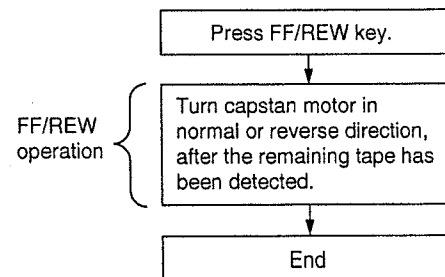 Press FF/REW key.
FF/REW
operation
Turn capstan motor in
normal or reverse direction,
after the remaining tape has
been detected.
End